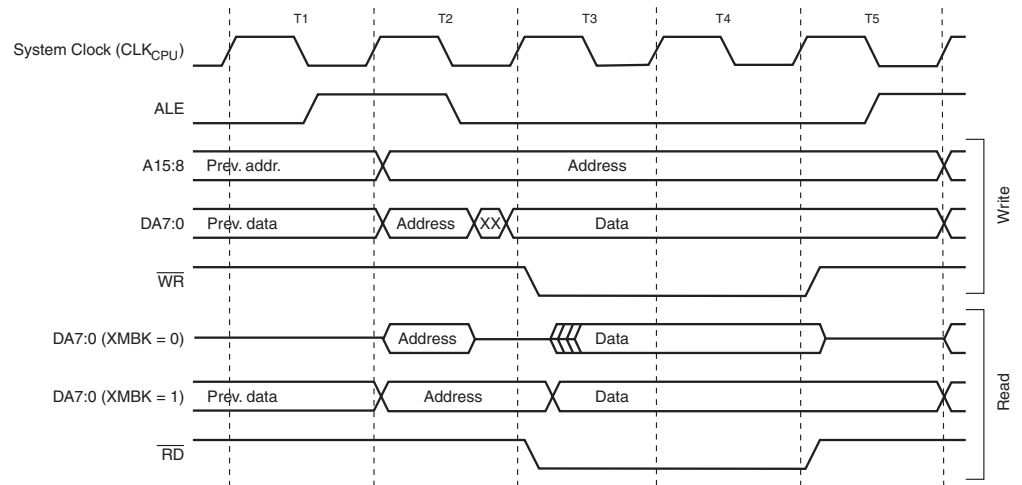 T1 T2 T3 T4 T5
System Clock (CLKCPU)
ALE
A15:8 Prev. addr. Address
DA7:0 Prev. data Address XX Data
WR
Write
DA7:0 (XMBK = 0) Address Data
DA7:0 (XMBK = 1) Prev. data Address Data
RD
Read